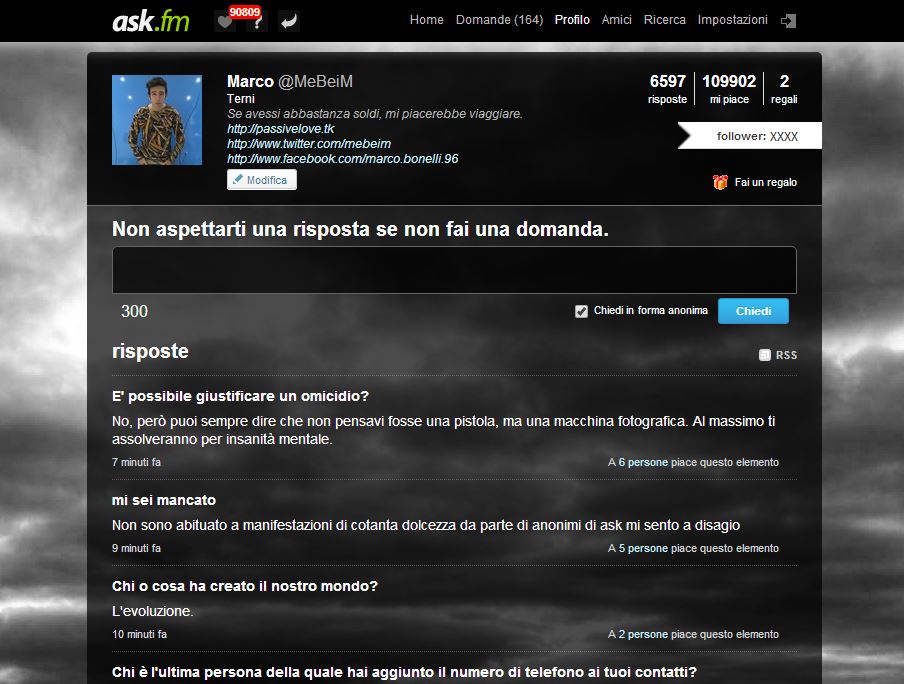 ask.fm
90809
?
Home Domande (164) Profilo Amici Ricerca Impostazioni
Marco @MeBeiM
Terni
Se avessi abbastanza soldi, mi piacerebbe viaggiare.
http://passivelove.tk
http://www.twitter.com/mebeim
http://www.facebook.com/marco.bonelli.96
Modifica
6597 109902 2
risposte mi piace regali
follower: XXXX
Fai un regalo
Non aspettarti una risposta se non fai una domanda.
300
Chiedi in forma anonima
Chiedi
risposte
RSS
E' possibile giustificare un omicidio?
No, però puoi sempre dire che non pensavi fosse una pistola, ma una macchina fotografica. Al massimo ti
assolveranno per insanità mentale.
7 minuti fa
A 6 persone piace questo elemento
mi sei mancato
Non sono abituato a manifestazioni di cotanta dolcezza da parte di anonimi di ask mi sento a disagio
9 minuti fa
A 5 persone piace questo elemento
Chi o cosa ha creato il nostro mondo?
L'evoluzione.
10 minuti fa
A 2 persone piace questo elemento
Chi è l'ultima persona della quale hai aggiunto il numero di telefono ai tuoi contatti?